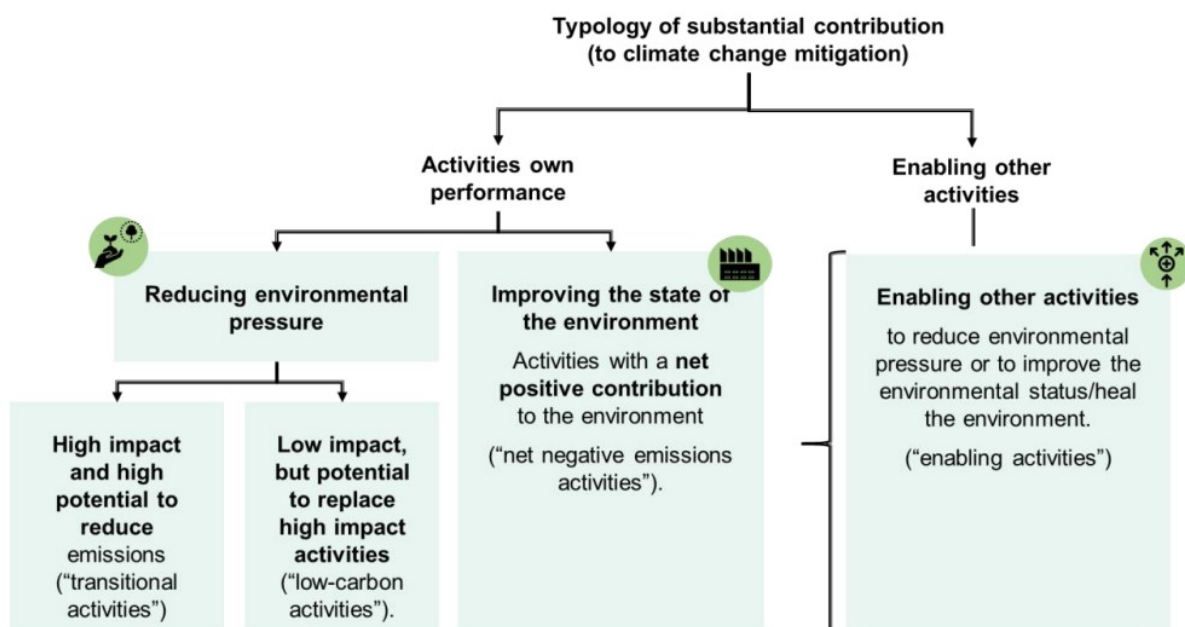 Typology of substantial contribution
(to climate change mitigation)
Activities own
performance
Enabling other
activities
Reducing environmental
pressure
Improving the state of
the environment
Activities with a net
positive contribution
to the environment
(“net negative emissions
activities”).
Enabling other activities
to reduce environmental
pressure or to improve the
environmental status/heal
the environment.
(“enabling activities”)
High impact
and high
potential to
reduce emissions
(“transitional
activities”)
Low impact,
but potential
to replace
high impact
activities
(“low-carbon
activities”).